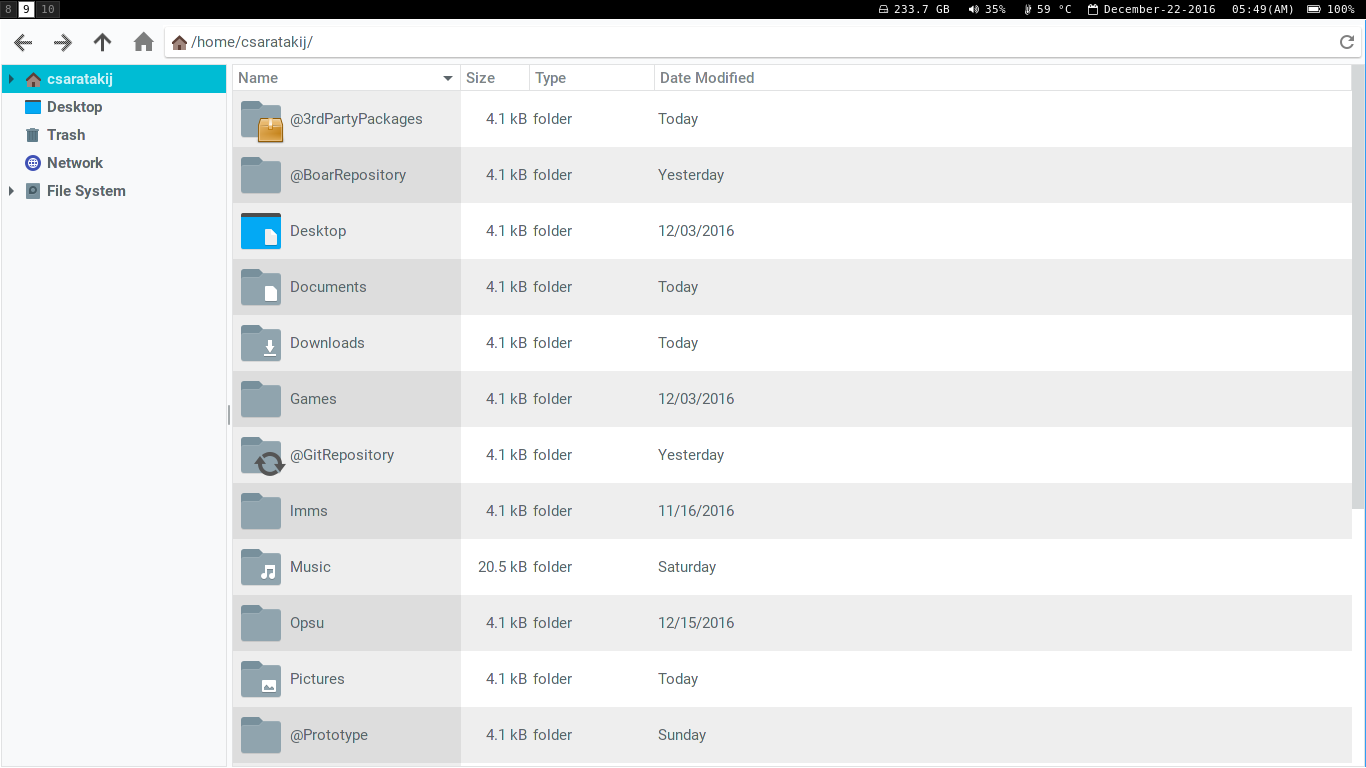 8 9 10 233.7 GB 35% 59 °C December-22-2016 05:49(AM) 100%
/home/csaratakij/
csaratakij
Desktop
Trash
Network
File System
Name Size Type Date Modified
@3rdPartyPackages 4.1 kB folder Today
@BoarRepository 4.1 kB folder Yesterday
Desktop 4.1 kB folder 12/03/2016
Documents 4.1 kB folder Today
Downloads 4.1 kB folder Today
Games 4.1 kB folder 12/03/2016
@GitRepository 4.1 kB folder Yesterday
Imms 4.1 kB folder 11/16/2016
Music 20.5 kB folder Saturday
Opsu 4.1 kB folder 12/15/2016
Pictures 4.1 kB folder Today
@Prototype 4.1 kB folder Sunday